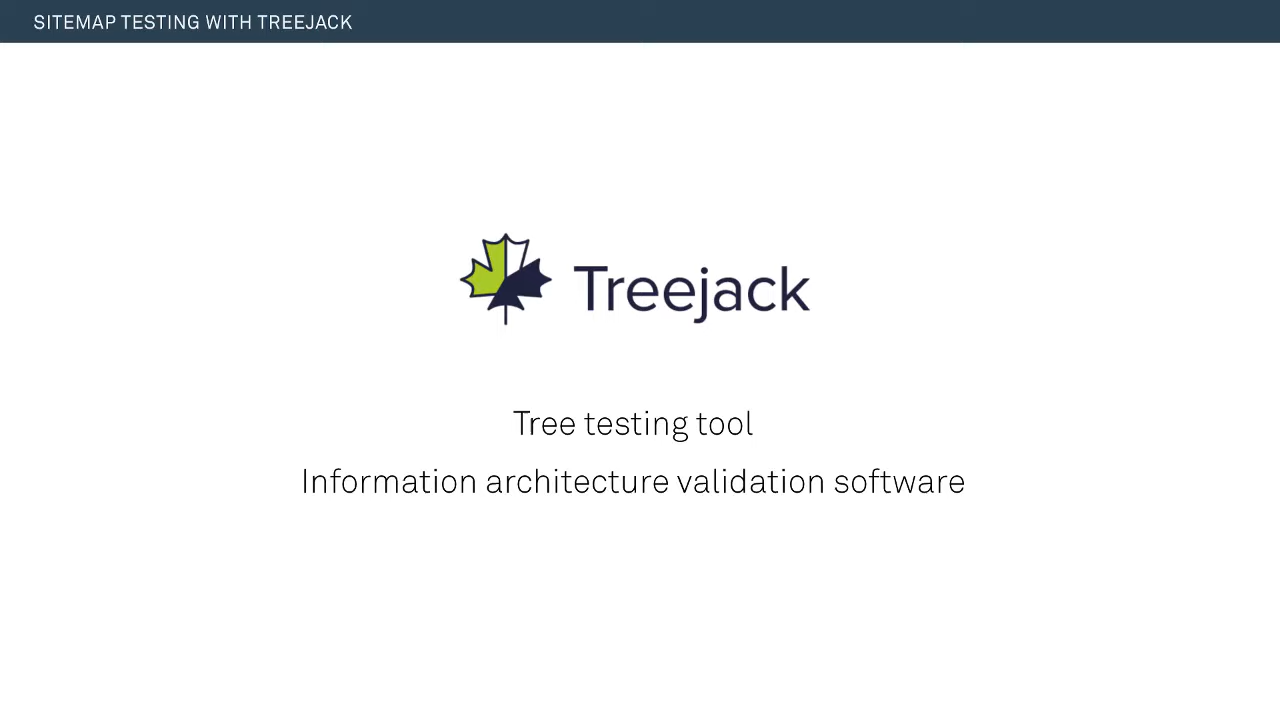 SITEMAP TESTING WITH TREEJACK
Treejack
Tree testing tool
Information architecture validation software